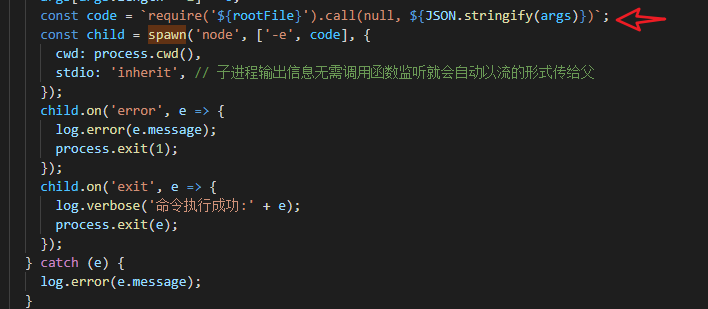 const code = `require('${rootFile}').call(null, ${JSON.stringify(args)})`;
const child = spawn('node', ['-e', code], {
cwd: process.cwd(),
stdio: 'inherit', // 子进程输出信息无需调用函数监听就会自动以流的形式传给父
});
child.on('error', e => {
log.error(e.message);
process.exit(1);
});
child.on('exit', e => {
log.verbose('命令执行成功:' + e);
process.exit(e);
});
} catch (e) {
log.error(e.message);
}